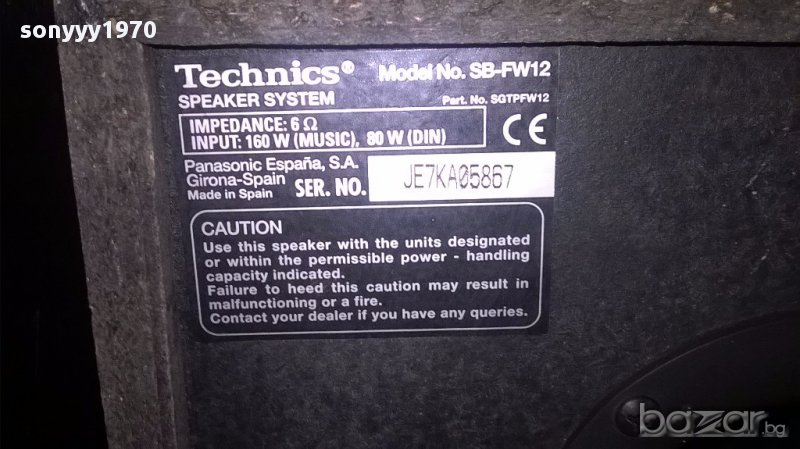 sonyyy1970
Technics® Model No. SB-FW12
SPEAKER SYSTEM Part. No. SGTPFW12
IMPEDANCE: 6 Ω
INPUT: 160 W (MUSIC), 80 W (DIN)
CE
Panasonic España, S.A.
Girona-Spain
Made in Spain SER. NO. JE7KA05867
CAUTION
Use this speaker with the units designated
or within the permissible power - handling
capacity indicated.
Failure to heed this caution may result in
malfunctioning or a fire.
Contact your dealer if you have any queries.
bazar.bg